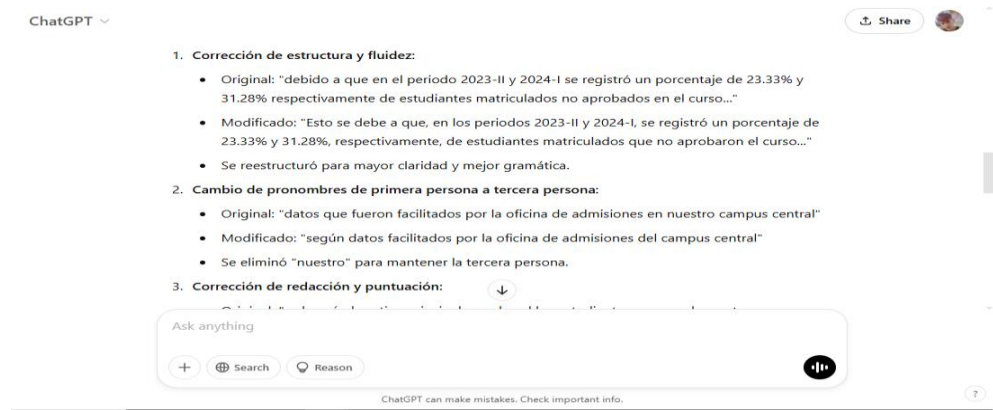 ChatGPT
Share
1. Corrección de estructura y fluidez:
• Original: "debido a que en el periodo 2023-II y 2024-I se registró un porcentaje de 23.33% y
31.28% respectivamente de estudiantes matriculados no aprobados en el curso..."
• Modificado: "Esto se debe a que, en los periodos 2023-II y 2024-I, se registró un porcentaje de
23.33% y 31.28%, respectivamente, de estudiantes matriculados que no aprobaron el curso..."
• Se reestructuró para mayor claridad y mejor gramática.
2. Cambio de pronombres de primera persona a tercera persona:
• Original: "datos que fueron facilitados por la oficina de admisiones en nuestro campus central"
• Modificado: "según datos facilitados por la oficina de admisiones del campus central"
• Se eliminó "nuestro" para mantener la tercera persona.
3. Corrección de redacción y puntuación:
Ask anything
Search
Reason
ChatGPT can make mistakes. Check important info.
?